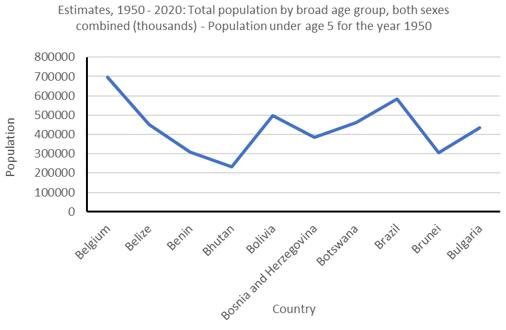 Estimates, 1950 - 2020: Total population by broad age group, both sexes
combined (thousands) - Population under age 5 for the year 1950
800000
700000
600000
500000
400000
300000
200000
100000
0
Population
Belgium
Belize
Benin
Bhutan
Bolivia
Bosnia and Herzegovina
Botswana
Brazil
Brunei
Bulgaria
Country